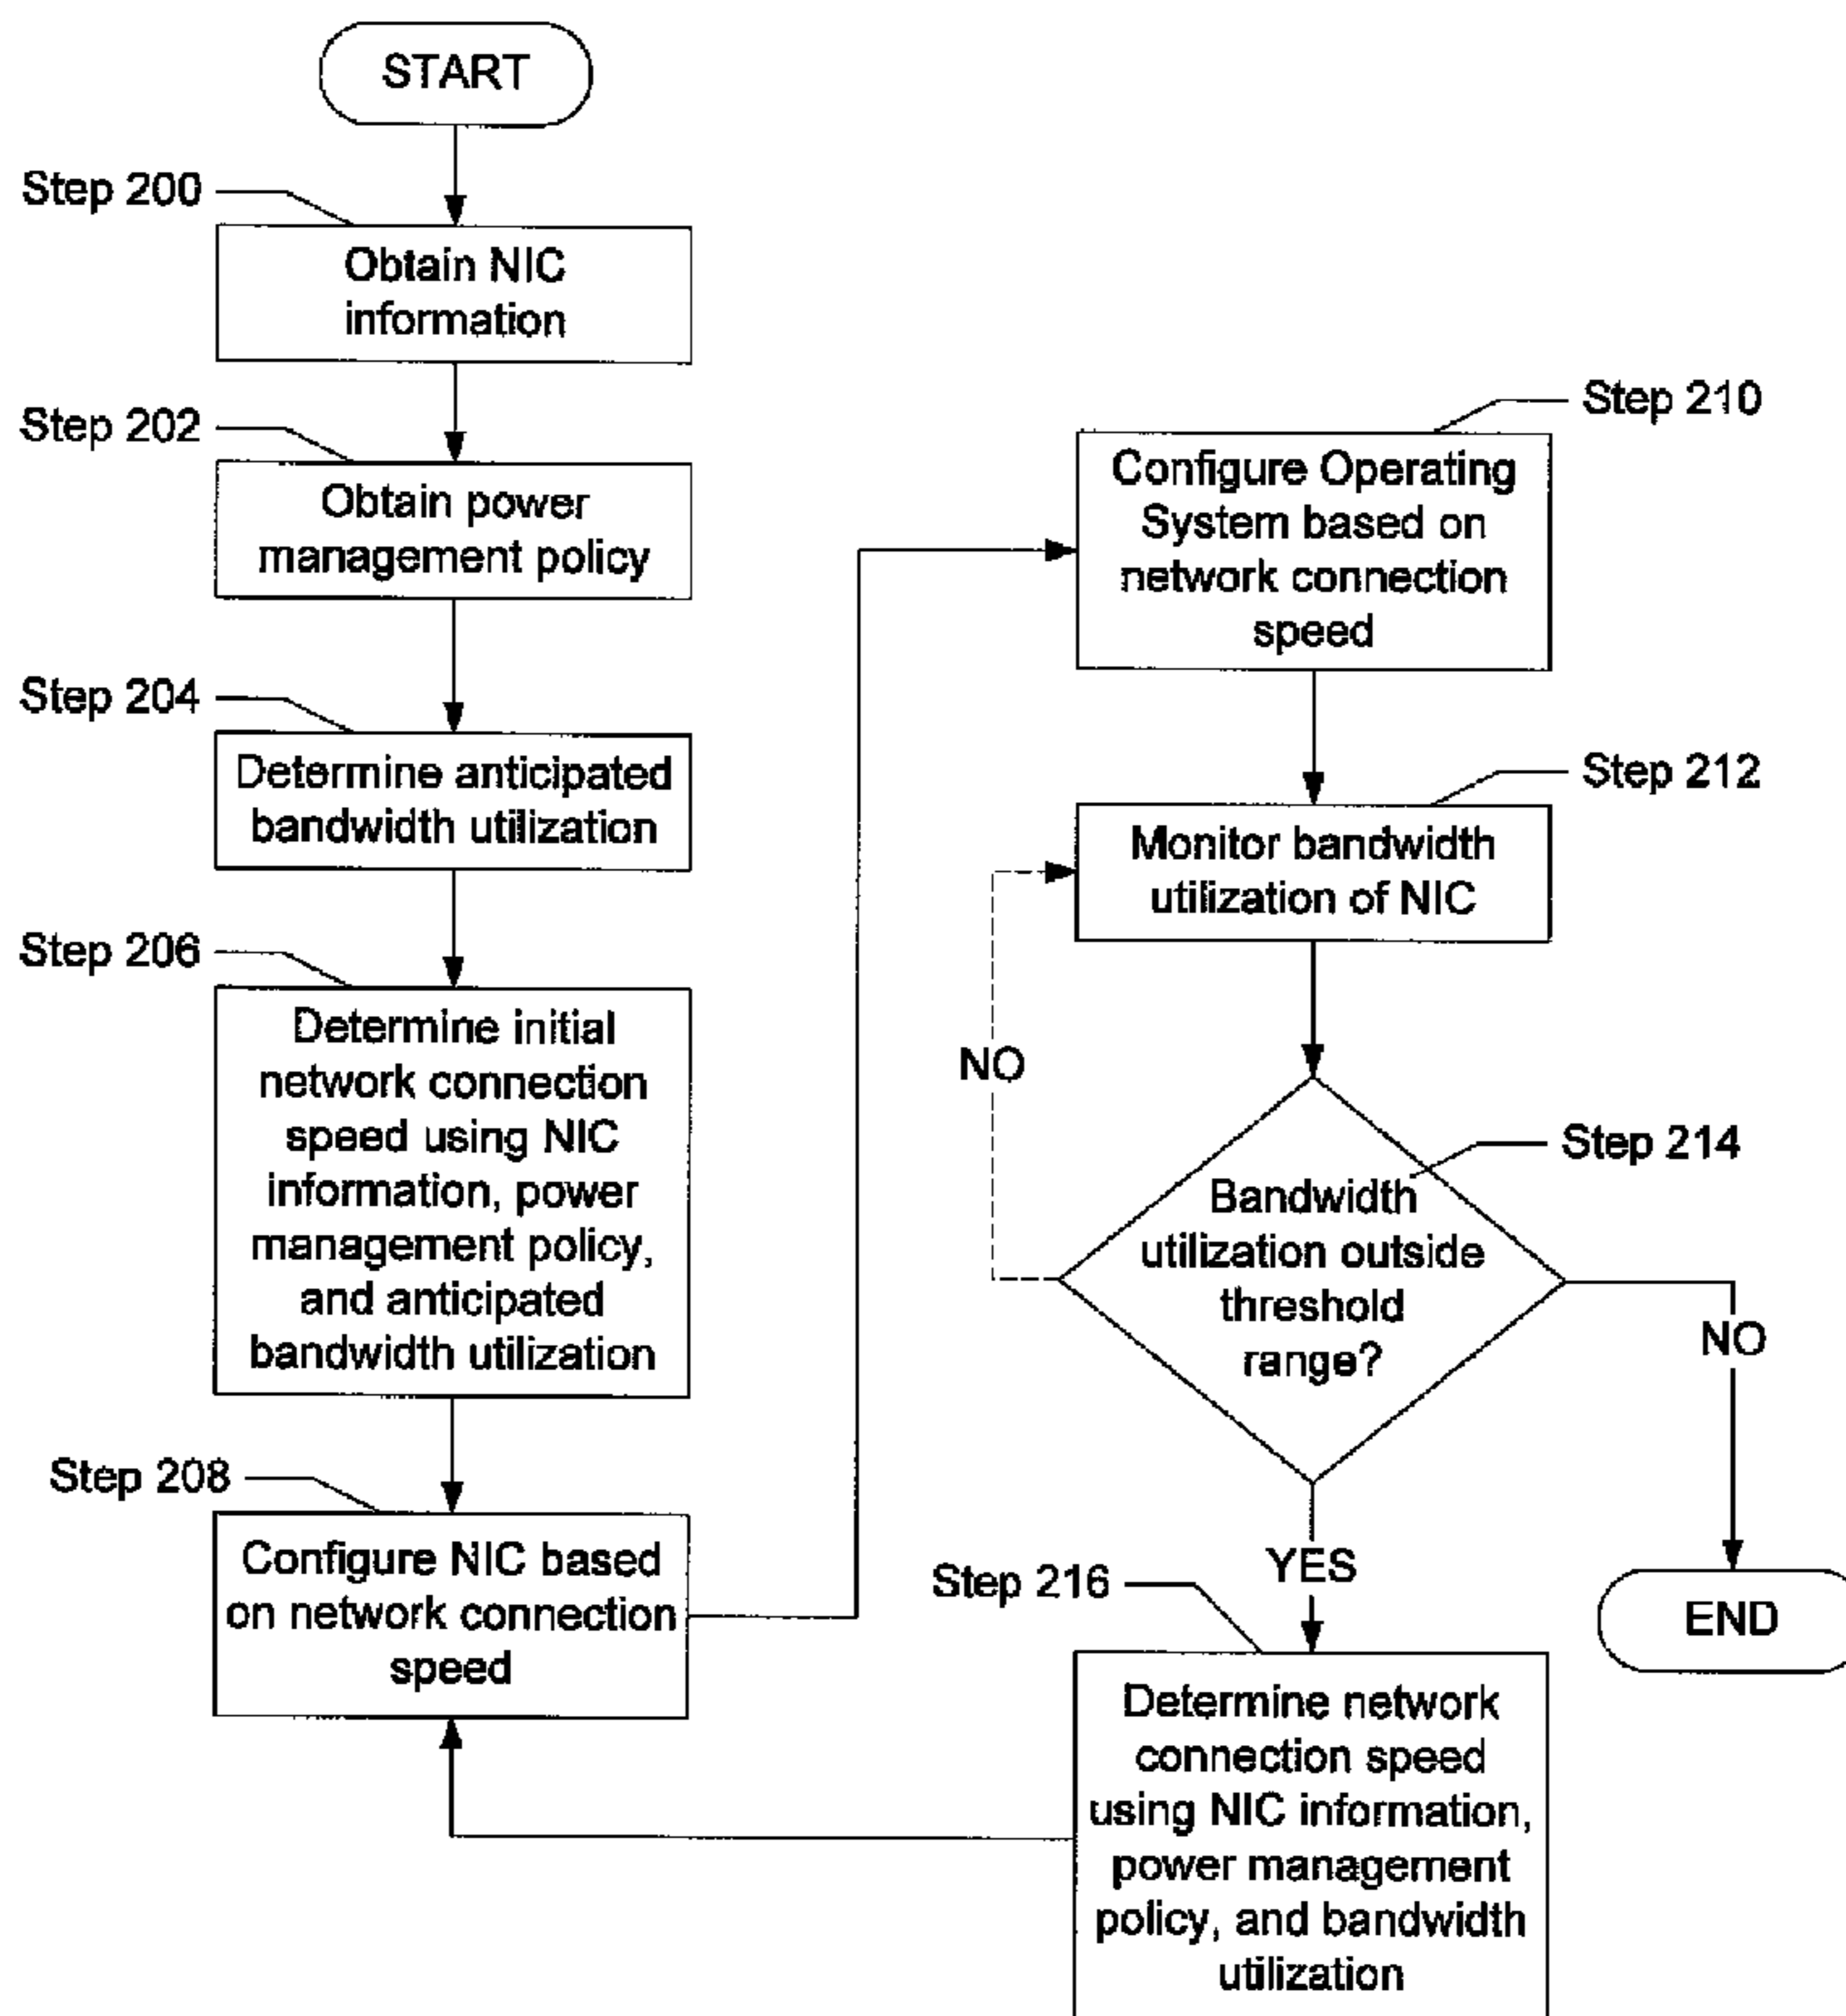 START
Step 200
Obtain NIC
information
Step 202
Obtain power
management policy
Step 204
Determine anticipated
bandwidth utilization
Step 206
Determine initial
network connection
speed using NIC
information, power
management policy,
and anticipated
bandwidth utilization
Step 208
Configure NIC based
on network connection
speed
Step 210
Configure Operating
System based on
network connection
speed
Step 212
Monitor bandwidth
utilization of NIC
NO
Step 214
Bandwidth
utilization outside
threshold
range?
NO
YES
END
Step 216
Determine network
connection speed
using NIC information,
power management
policy, and bandwidth
utilization